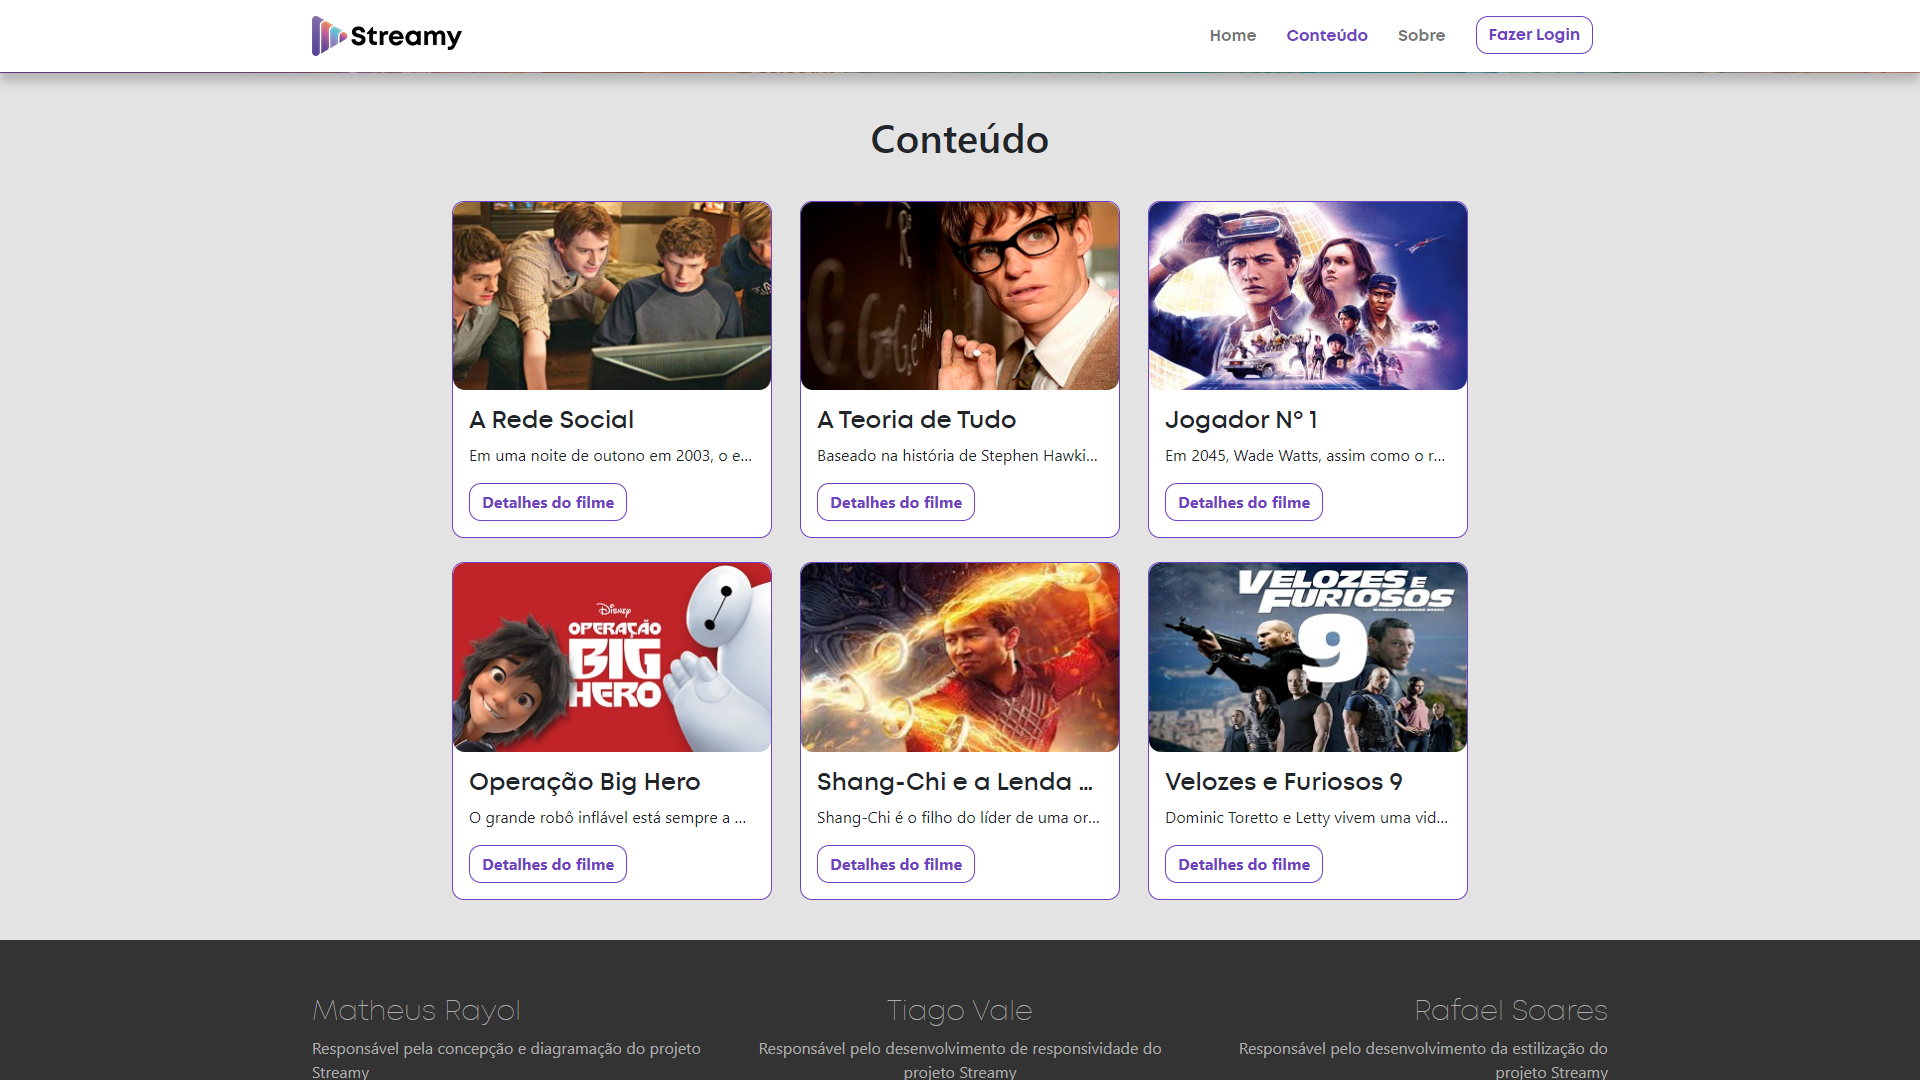 Streamy
Home
Conteúdo
Sobre
Fazer Login
Conteúdo
A Rede Social
Em uma noite de outono em 2003, o e...
Detalhes do filme
A Teoria de Tudo
Baseado na história de Stephen Hawki...
Detalhes do filme
Jogador N° 1
Em 2045, Wade Watts, assim como o r...
Detalhes do filme
DISNEY
OPERAÇÃO
BIG
HERO
Operação Big Hero
O grande robô inflável está sempre a ...
Detalhes do filme
Shang-Chi e a Lenda ...
Shang-Chi é o filho do líder de uma or...
Detalhes do filme
VELOZES E
FURIOSOS
9
Velozes e Furiosos 9
Dominic Toretto e Letty vivem uma vid...
Detalhes do filme
Matheus Rayol
Responsável pela concepção e diagramação do projeto
Streamy
Tiago Vale
Responsável pelo desenvolvimento de responsividade do
projeto Streamy
Rafael Soares
Responsável pelo desenvolvimento da estilização do
projeto Streamy